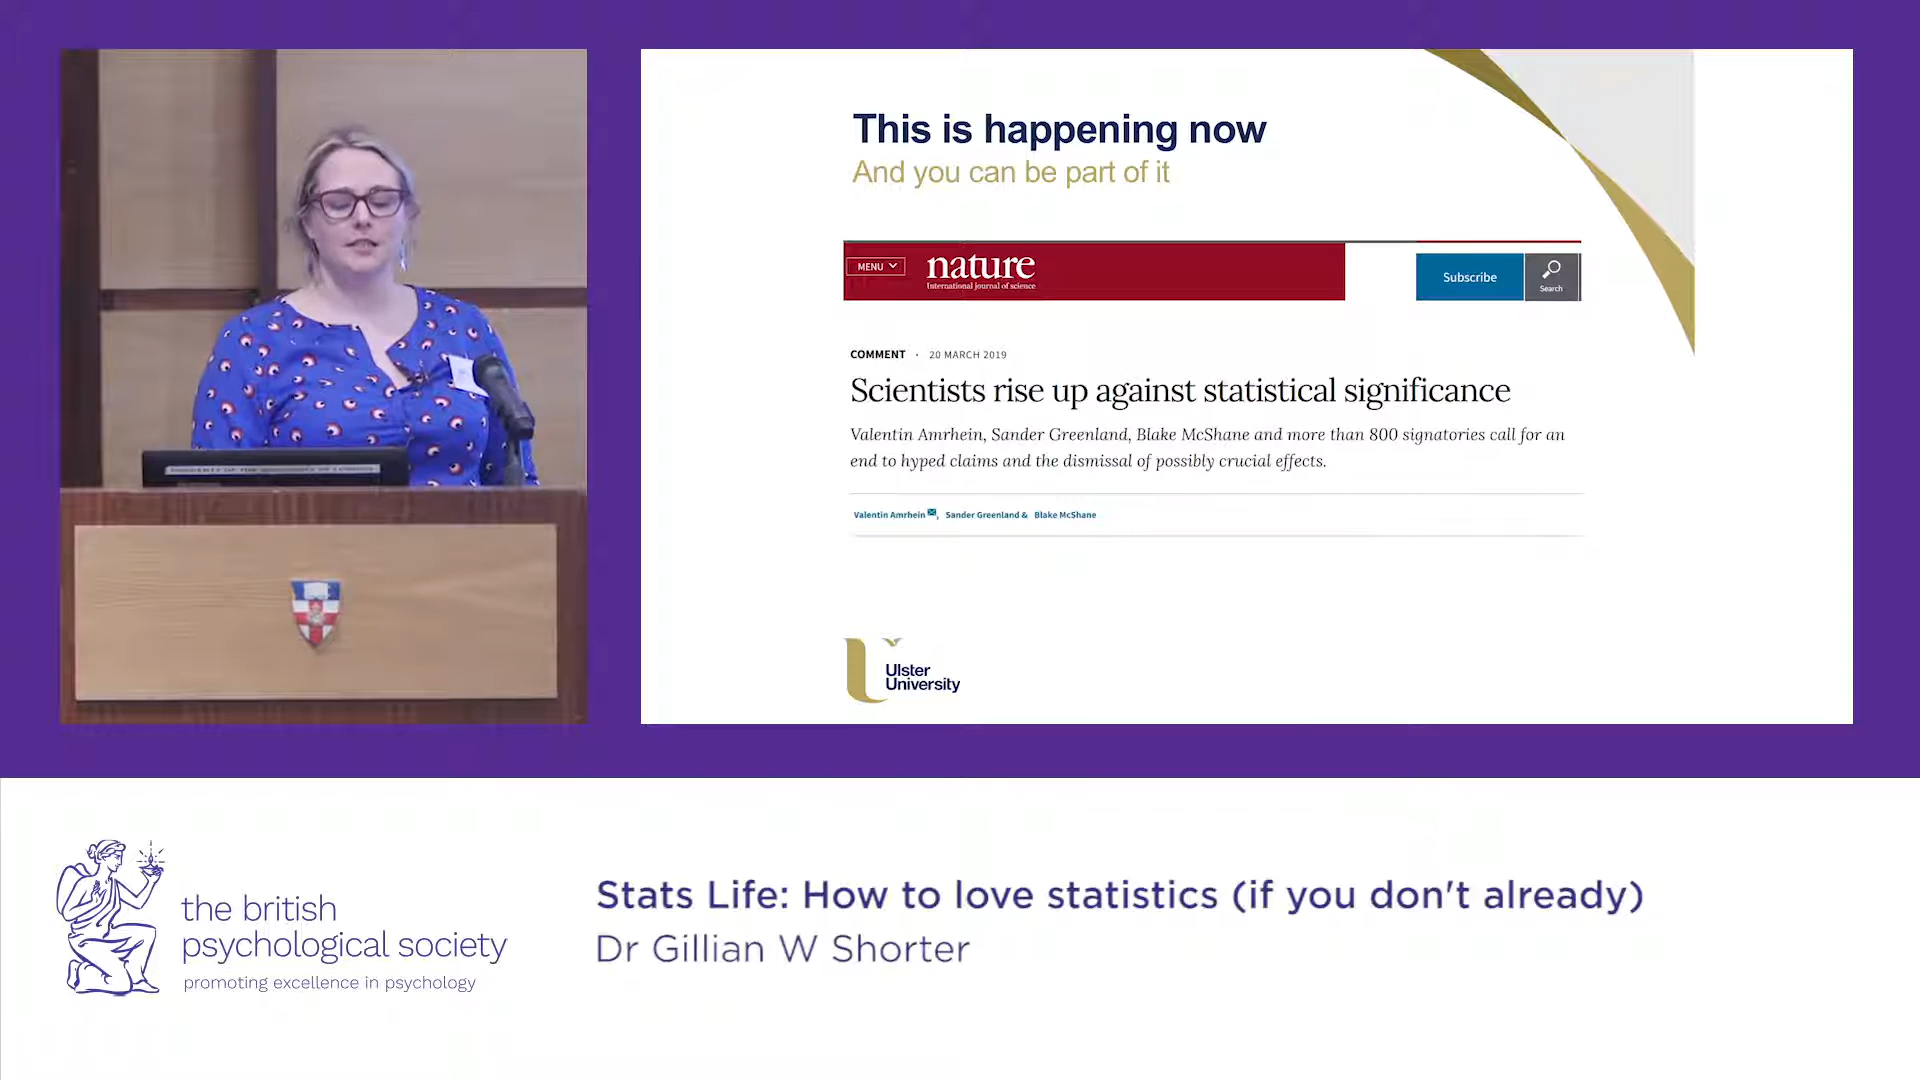 This is happening now
And you can be part of it
MENU
nature
International journal of science
Subscribe
Search
COMMENT · 20 MARCH 2019
Scientists rise up against statistical significance
Valentin Amrhein, Sander Greenland, Blake McShane and more than 800 signatories call for an
end to hyped claims and the dismissal of possibly crucial effects.
Valentin Amrhein, Sander Greenland & Blake McShane
Ulster
University
the british
psychological society
promoting excellence in psychology
Stats Life: How to love statistics (if you don't already)
Dr Gillian W Shorter